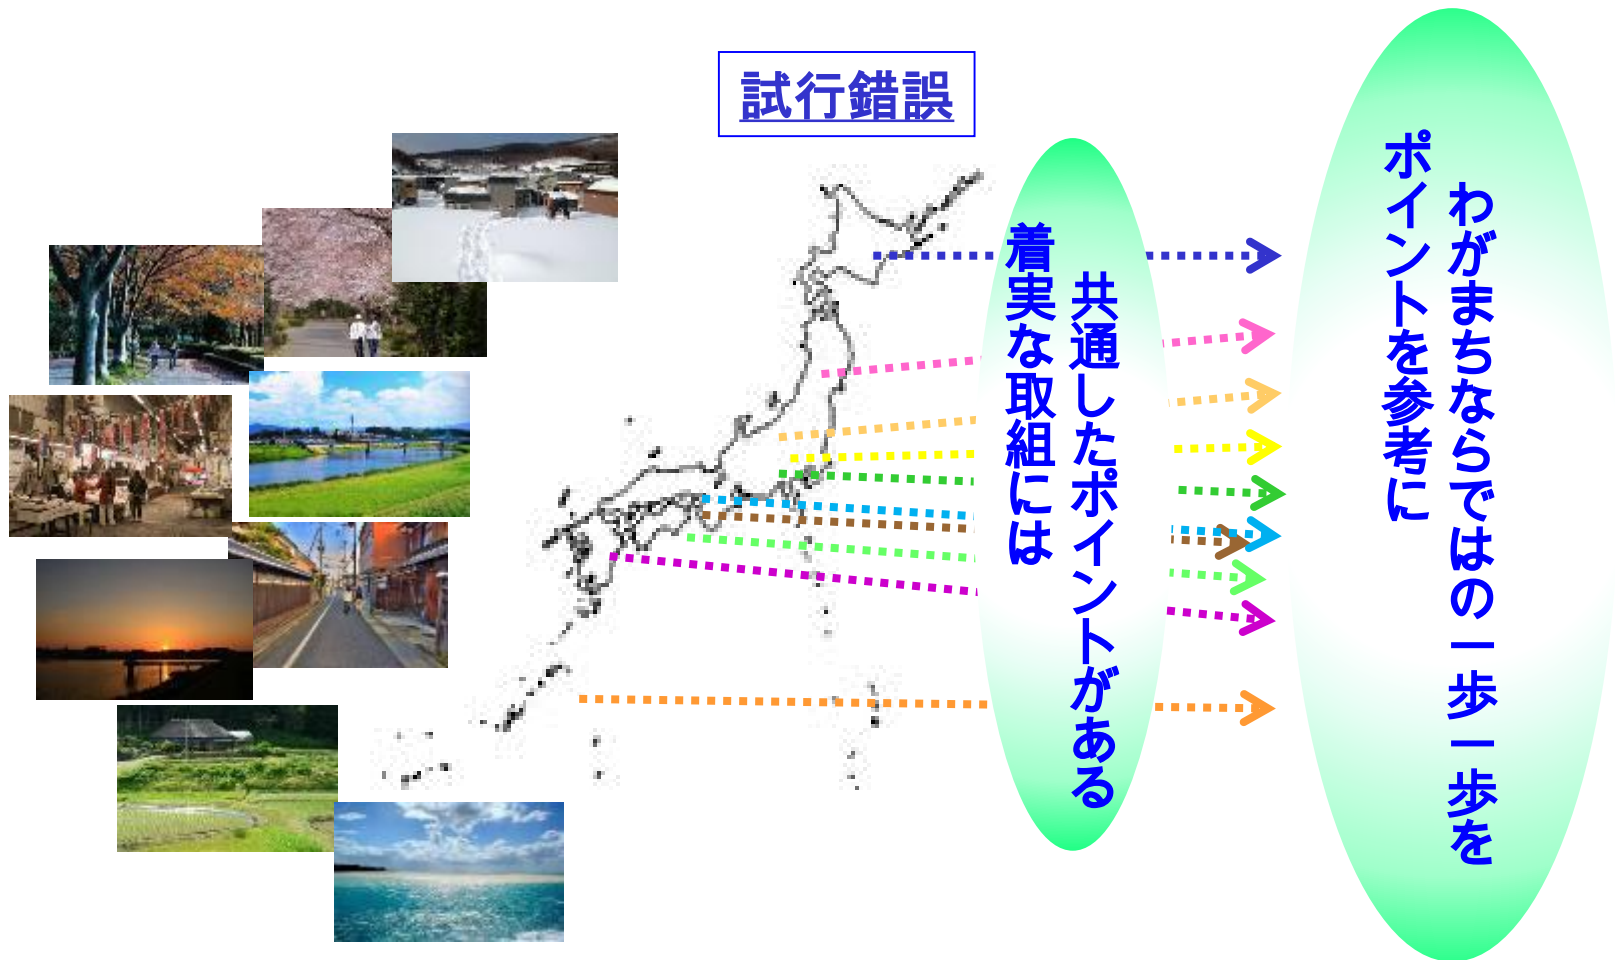 試行錯誤
着実な取組には
共通したポイントがある
ポイントを参考に
わがまちならではの一歩一歩を